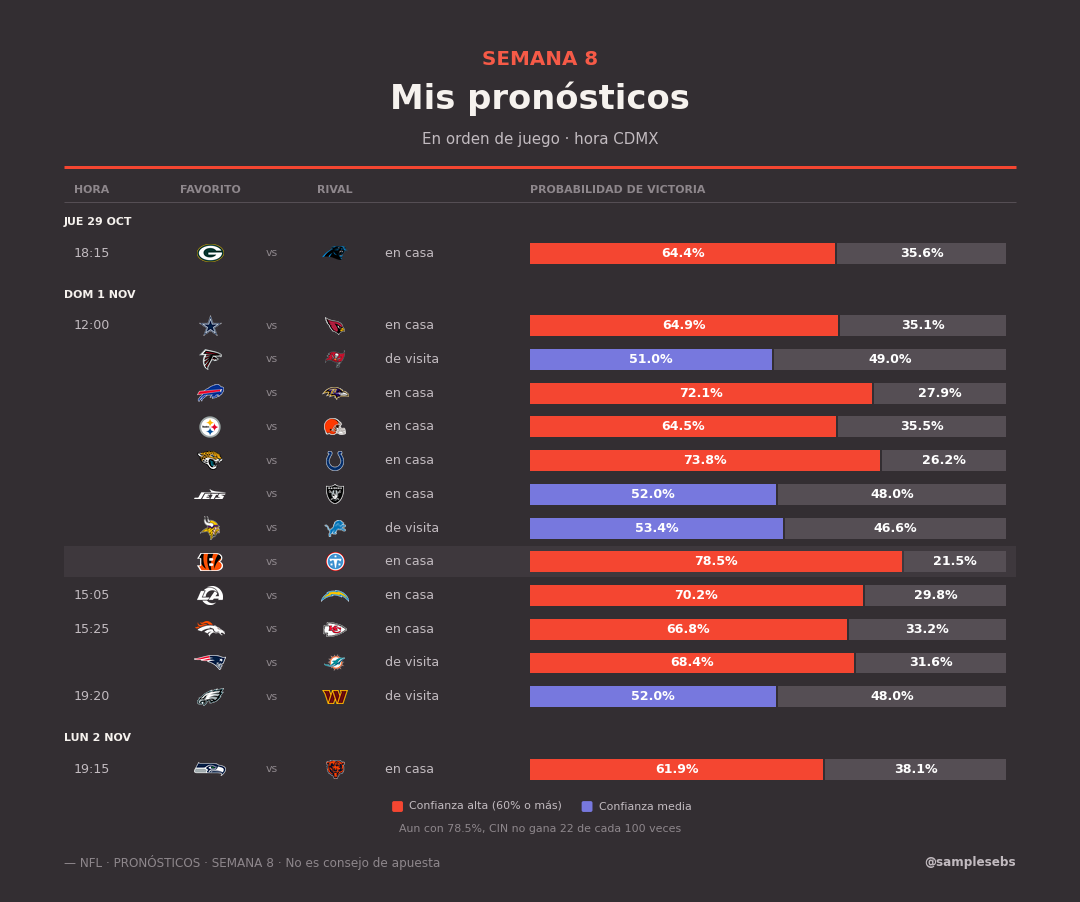 SEMANA 8
Mis pronósticos
En orden de juego · hora CDMX
HORA FAVORITO RIVAL PROBABILIDAD DE VICTORIA
JUE 29 OCT
18:15 G vs en casa 64.4% 35.6%
DOM 1 NOV
12:00 vs en casa 64.9% 35.1%
vs de visita 51.0% 49.0%
vs en casa 72.1% 27.9%
vs en casa 64.5% 35.5%
vs en casa 73.8% 26.2%
JETS vs en casa 52.0% 48.0%
vs de visita 53.4% 46.6%
B vs T en casa 78.5% 21.5%
15:05 LA vs en casa 70.2% 29.8%
15:25 vs KC en casa 66.8% 33.2%
vs de visita 68.4% 31.6%
19:20 vs W de visita 52.0% 48.0%
LUN 2 NOV
19:15 vs en casa 61.9% 38.1%
Confianza alta (60% o más) Confianza media
Aun con 78.5%, CIN no gana 22 de cada 100 veces
— NFL · PRONÓSTICOS · SEMANA 8 · No es consejo de apuesta @samplesebs